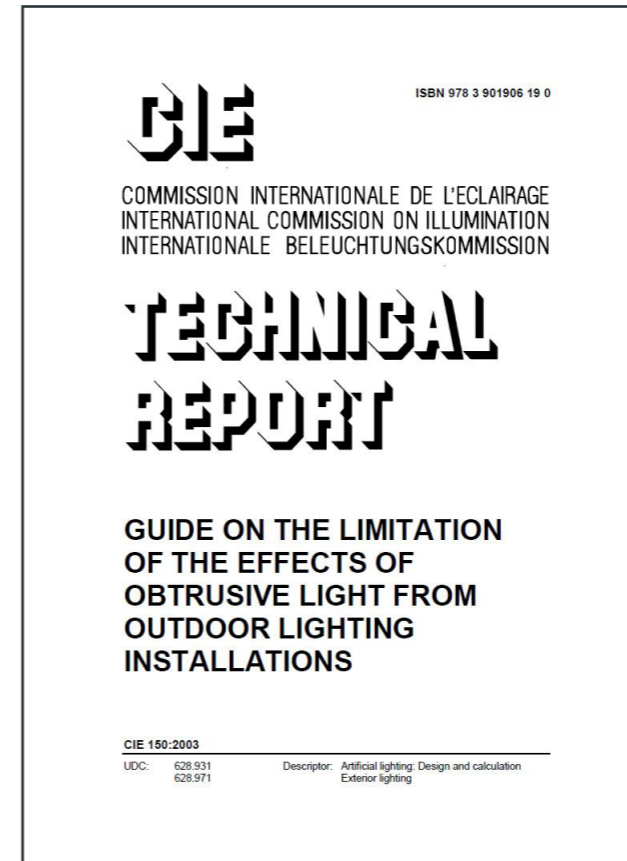 ISBN 978 3 901906 19 0
CIE
COMMISSION INTERNATIONALE DE L'ECLAIRAGE
INTERNATIONAL COMMISSION ON ILLUMINATION
INTERNATIONALE BELEUCHTUNGSKOMMISSION
TECHNICAL
REPORT
GUIDE ON THE LIMITATION
OF THE EFFECTS OF
OBTRUSIVE LIGHT FROM
OUTDOOR LIGHTING
INSTALLATIONS
CIE 150:2003
UDC: 628.931 Descriptor: Artificial lighting: Design and calculation
628.971 Exterior lighting